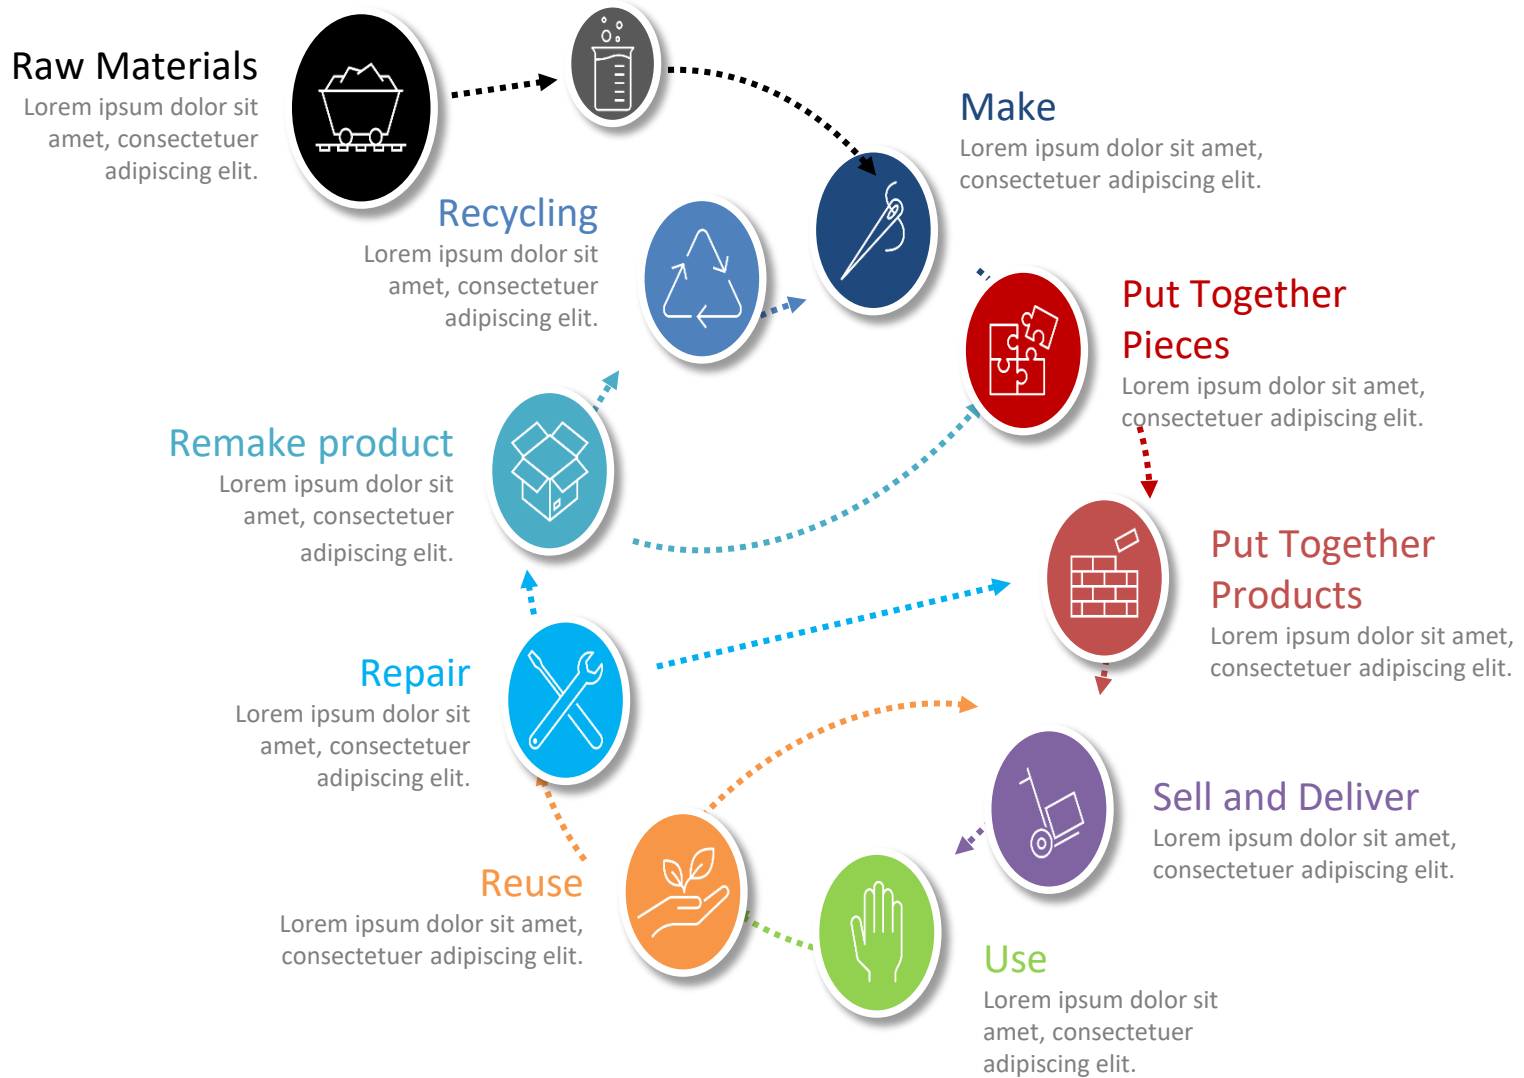 Raw Materials
Lorem ipsum dolor sit
amet, consectetuer
adipiscing elit.
Make
Lorem ipsum dolor sit amet,
consectetuer adipiscing elit.
Recycling
Lorem ipsum dolor sit
amet, consectetuer
adipiscing elit.
Put Together
Pieces
Lorem ipsum dolor sit amet,
consectetuer adipiscing elit.
Remake product
Lorem ipsum dolor sit
amet, consectetuer
adipiscing elit.
Put Together
Products
Lorem ipsum dolor sit amet,
consectetuer adipiscing elit.
Repair
Lorem ipsum dolor sit
amet, consectetuer
adipiscing elit.
Sell and Deliver
Lorem ipsum dolor sit amet,
consectetuer adipiscing elit.
Reuse
Lorem ipsum dolor sit amet,
consectetuer adipiscing elit.
Use
Lorem ipsum dolor sit
amet, consectetuer
adipiscing elit.